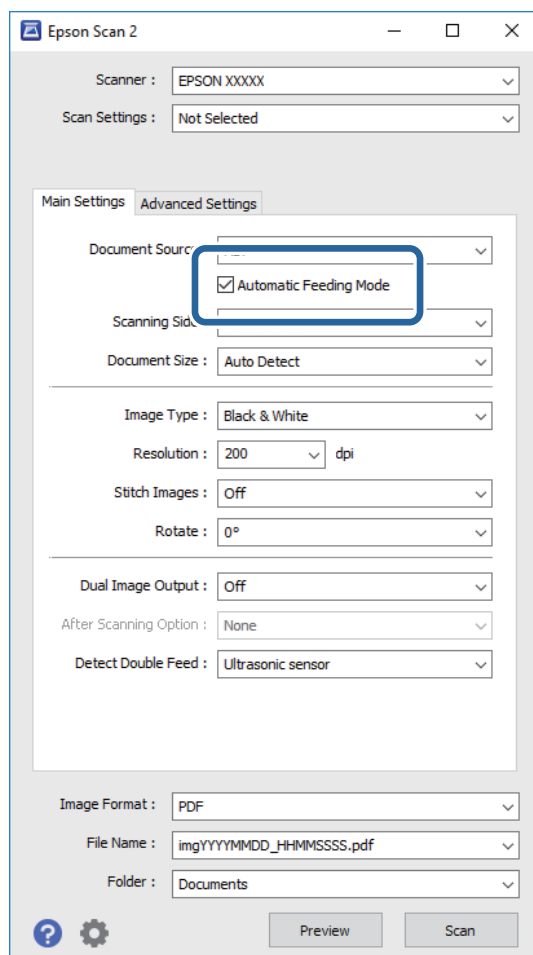 Epson Scan 2
Scanner : EPSON XXXXX
Scan Settings : Not Selected
Main Settings Advanced Settings
Document Sourc
Automatic Feeding Mode
Scanning Side
Document Size : Auto Detect
Image Type : Black & White
Resolution : 200 dpi
Stitch Images : Off
Rotate : 0°
Dual Image Output : Off
After Scanning Option : None
Detect Double Feed : Ultrasonic sensor
Image Format : PDF
File Name : imgYYYYMMDD_HHMMSSSS.pdf
Folder : Documents
? Preview Scan